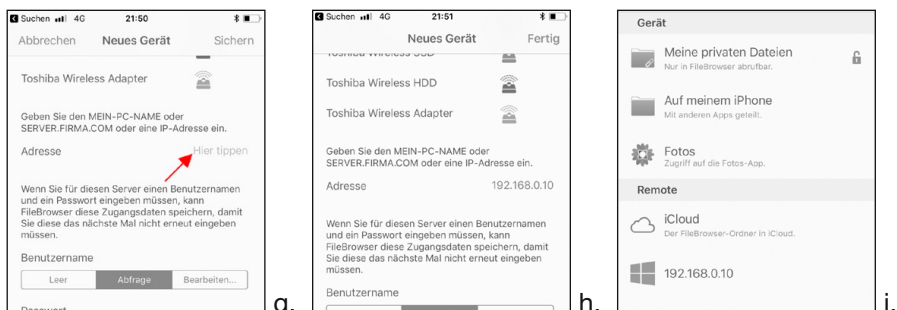 Suchen 4G 21:50
Abbrechen Neues Gerät Sichern
Toshiba Wireless Adapter
Geben Sie den MEIN-PC-NAME oder
SERVER.FIRMA.COM oder eine IP-Adresse ein.
Adresse Hier tippen
Wenn Sie für diesen Server einen Benutzernamen
und ein Passwort eingeben müssen, kann
FileBrowser diese Zugangsdaten speichern, damit
Sie diese das nächste Mal nicht erneut eingeben
müssen.
Benutzername
Leer Abfrage Bearbeiten...
g.
Suchen 4G 21:51
Neues Gerät Fertig
Toshiba Wireless SSD
Toshiba Wireless HDD
Toshiba Wireless Adapter
Geben Sie den MEIN-PC-NAME oder
SERVER.FIRMA.COM oder eine IP-Adresse ein.
Adresse 192.168.0.10
Wenn Sie für diesen Server einen Benutzernamen
und ein Passwort eingeben müssen, kann
FileBrowser diese Zugangsdaten speichern, damit
Sie diese das nächste Mal nicht erneut eingeben
müssen.
Benutzername
h.
Gerät
Meine privaten Dateien
Nur in FileBrowser abrufbar.
Auf meinem iPhone
Mit anderen Apps geteilt.
Fotos
Zugriff auf die Fotos-App.
Remote
iCloud
Der FileBrowser-Ordner in iCloud.
192.168.0.10
i.